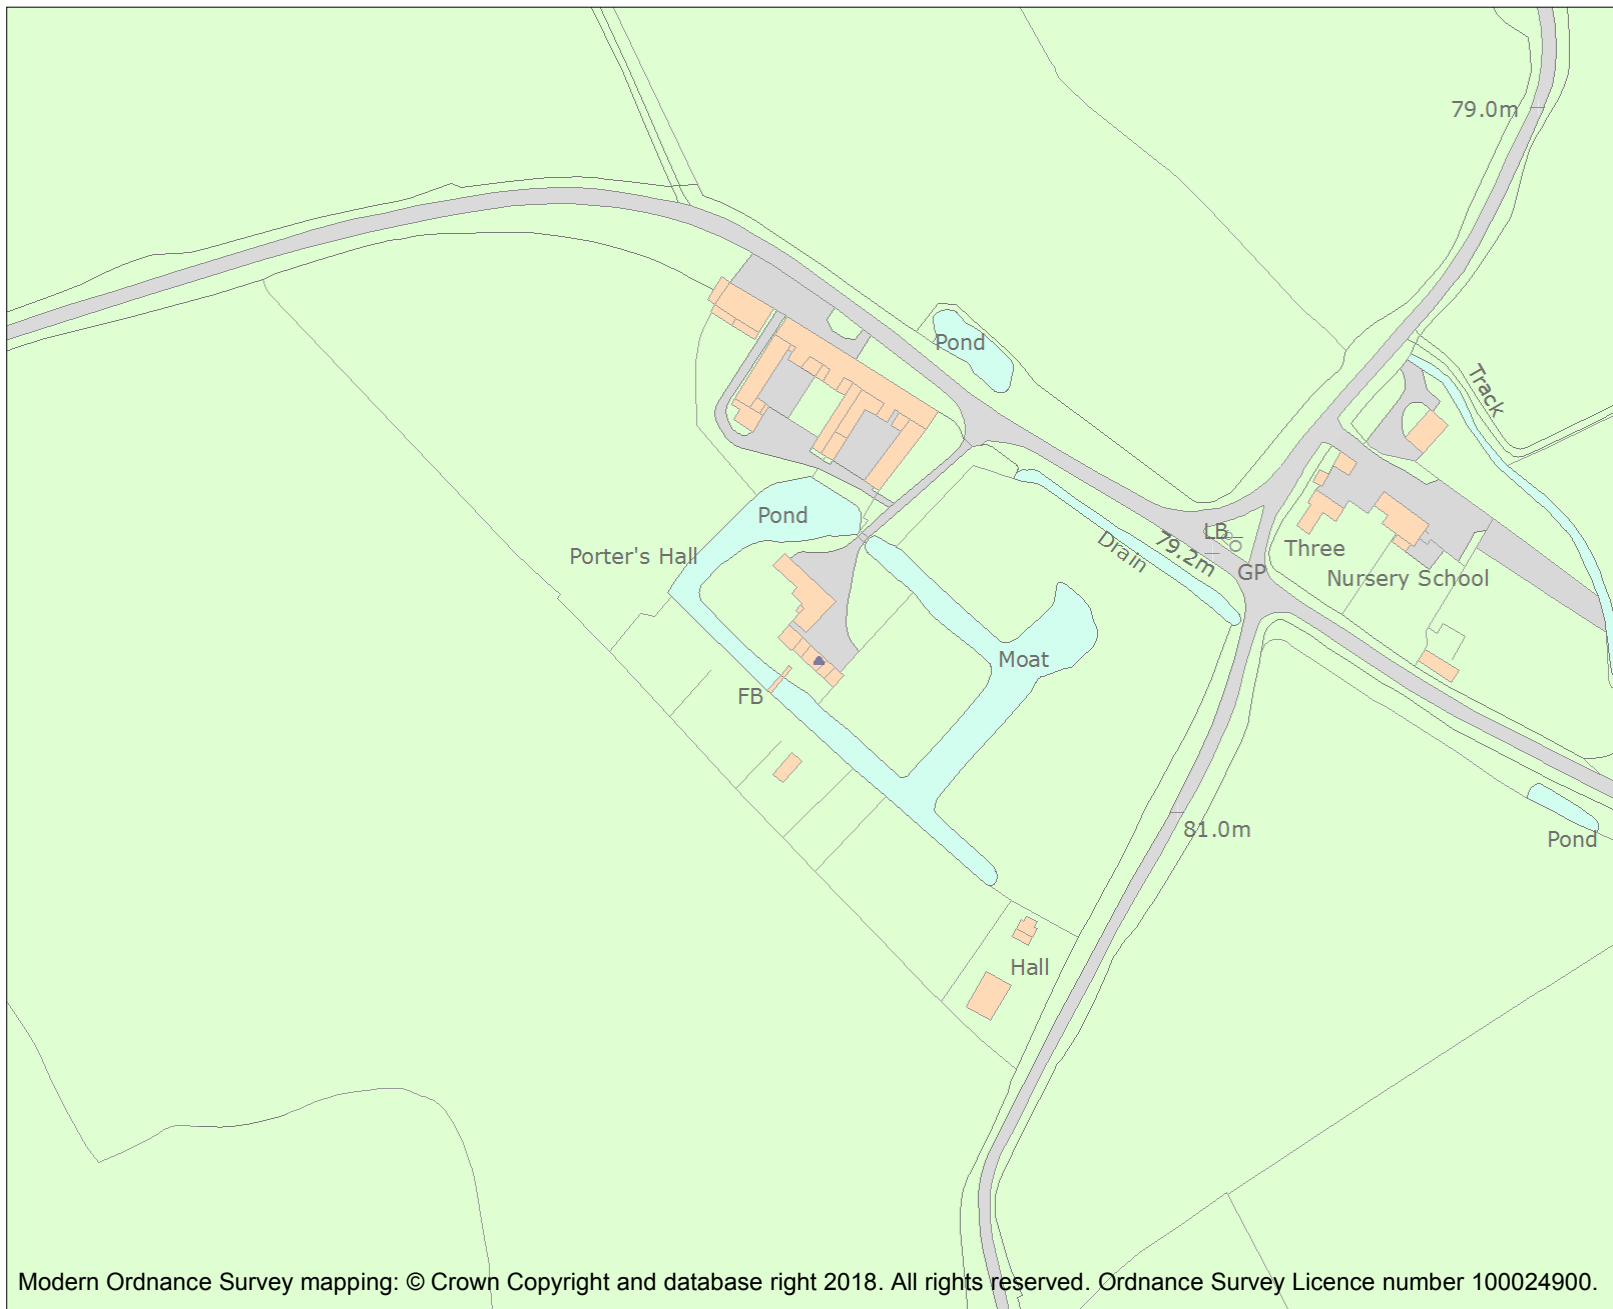 79.0m
Pond
Track
Pond
LB
Drain
79.2m
Three
Porter's Hall
GP
Nursery School
Moat
FB
81.0m
Pond
Hall
Modern Ordnance Survey mapping: © Crown Copyright and database right 2018. All rights reserved. Ordnance Survey Licence number 100024900.